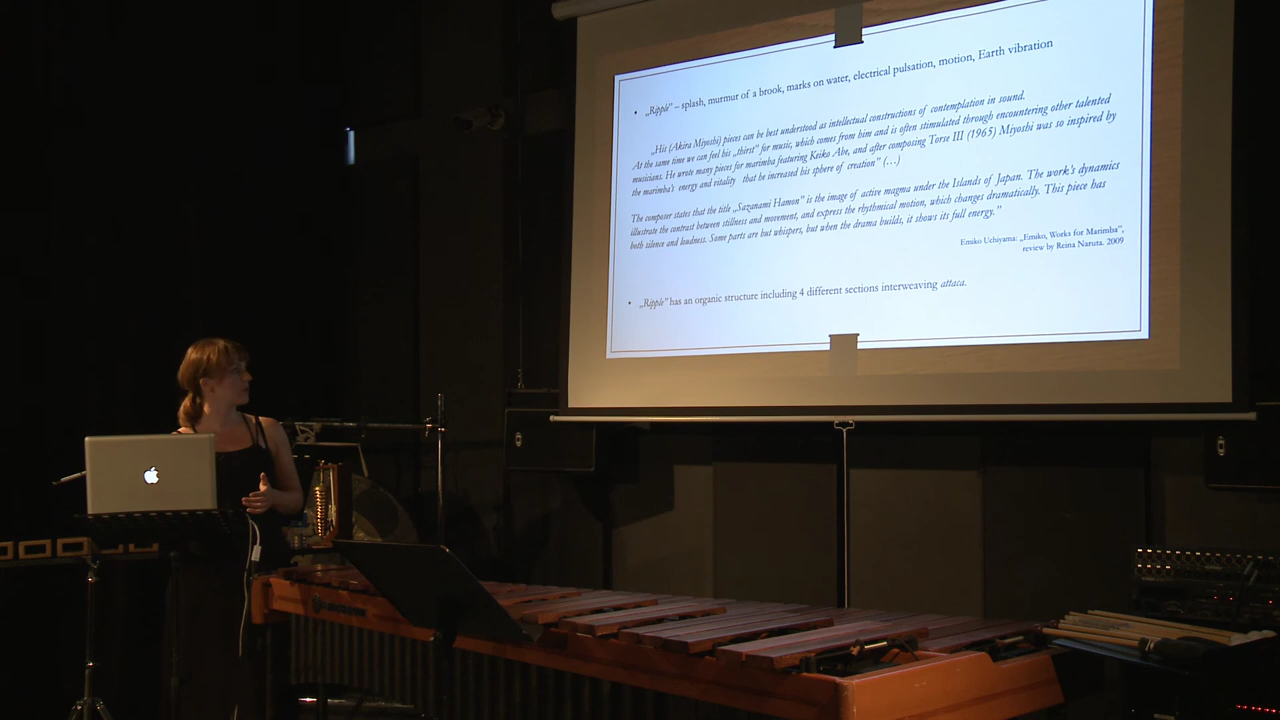 • „Ripple” – splash, murmur of a brook, marks on water, electrical pulsation, motion, Earth vibration
„His (Akira Miyoshi) pieces can be best understood as intellectual constructions of contemplation in sound.
At the same time we can feel his „thirst” for music, which comes from him and is often stimulated through encountering other talented
musicians. He wrote many pieces for marimba featuring Keiko Abe, and after composing Torse III (1965) Miyoshi was so inspired by
the marimba's energy and vitality that he increased his sphere of creation” (…)
The composer states that the title „Sazanami Hamon” is the image of active magma under the Islands of Japan. The work's dynamics
illustrate the contrast between stillness and movement, and express the rhythmical motion, which changes dramatically. This piece has
both silence and loudness. Some parts are but whispers, but when the drama builds, it shows its full energy.”
Emiko Uchiyama: „Emiko, Works for Marimba”,
review by Reina Naruta. 2009
• „Ripple” has an organic structure including 4 different sections interweaving attaca.